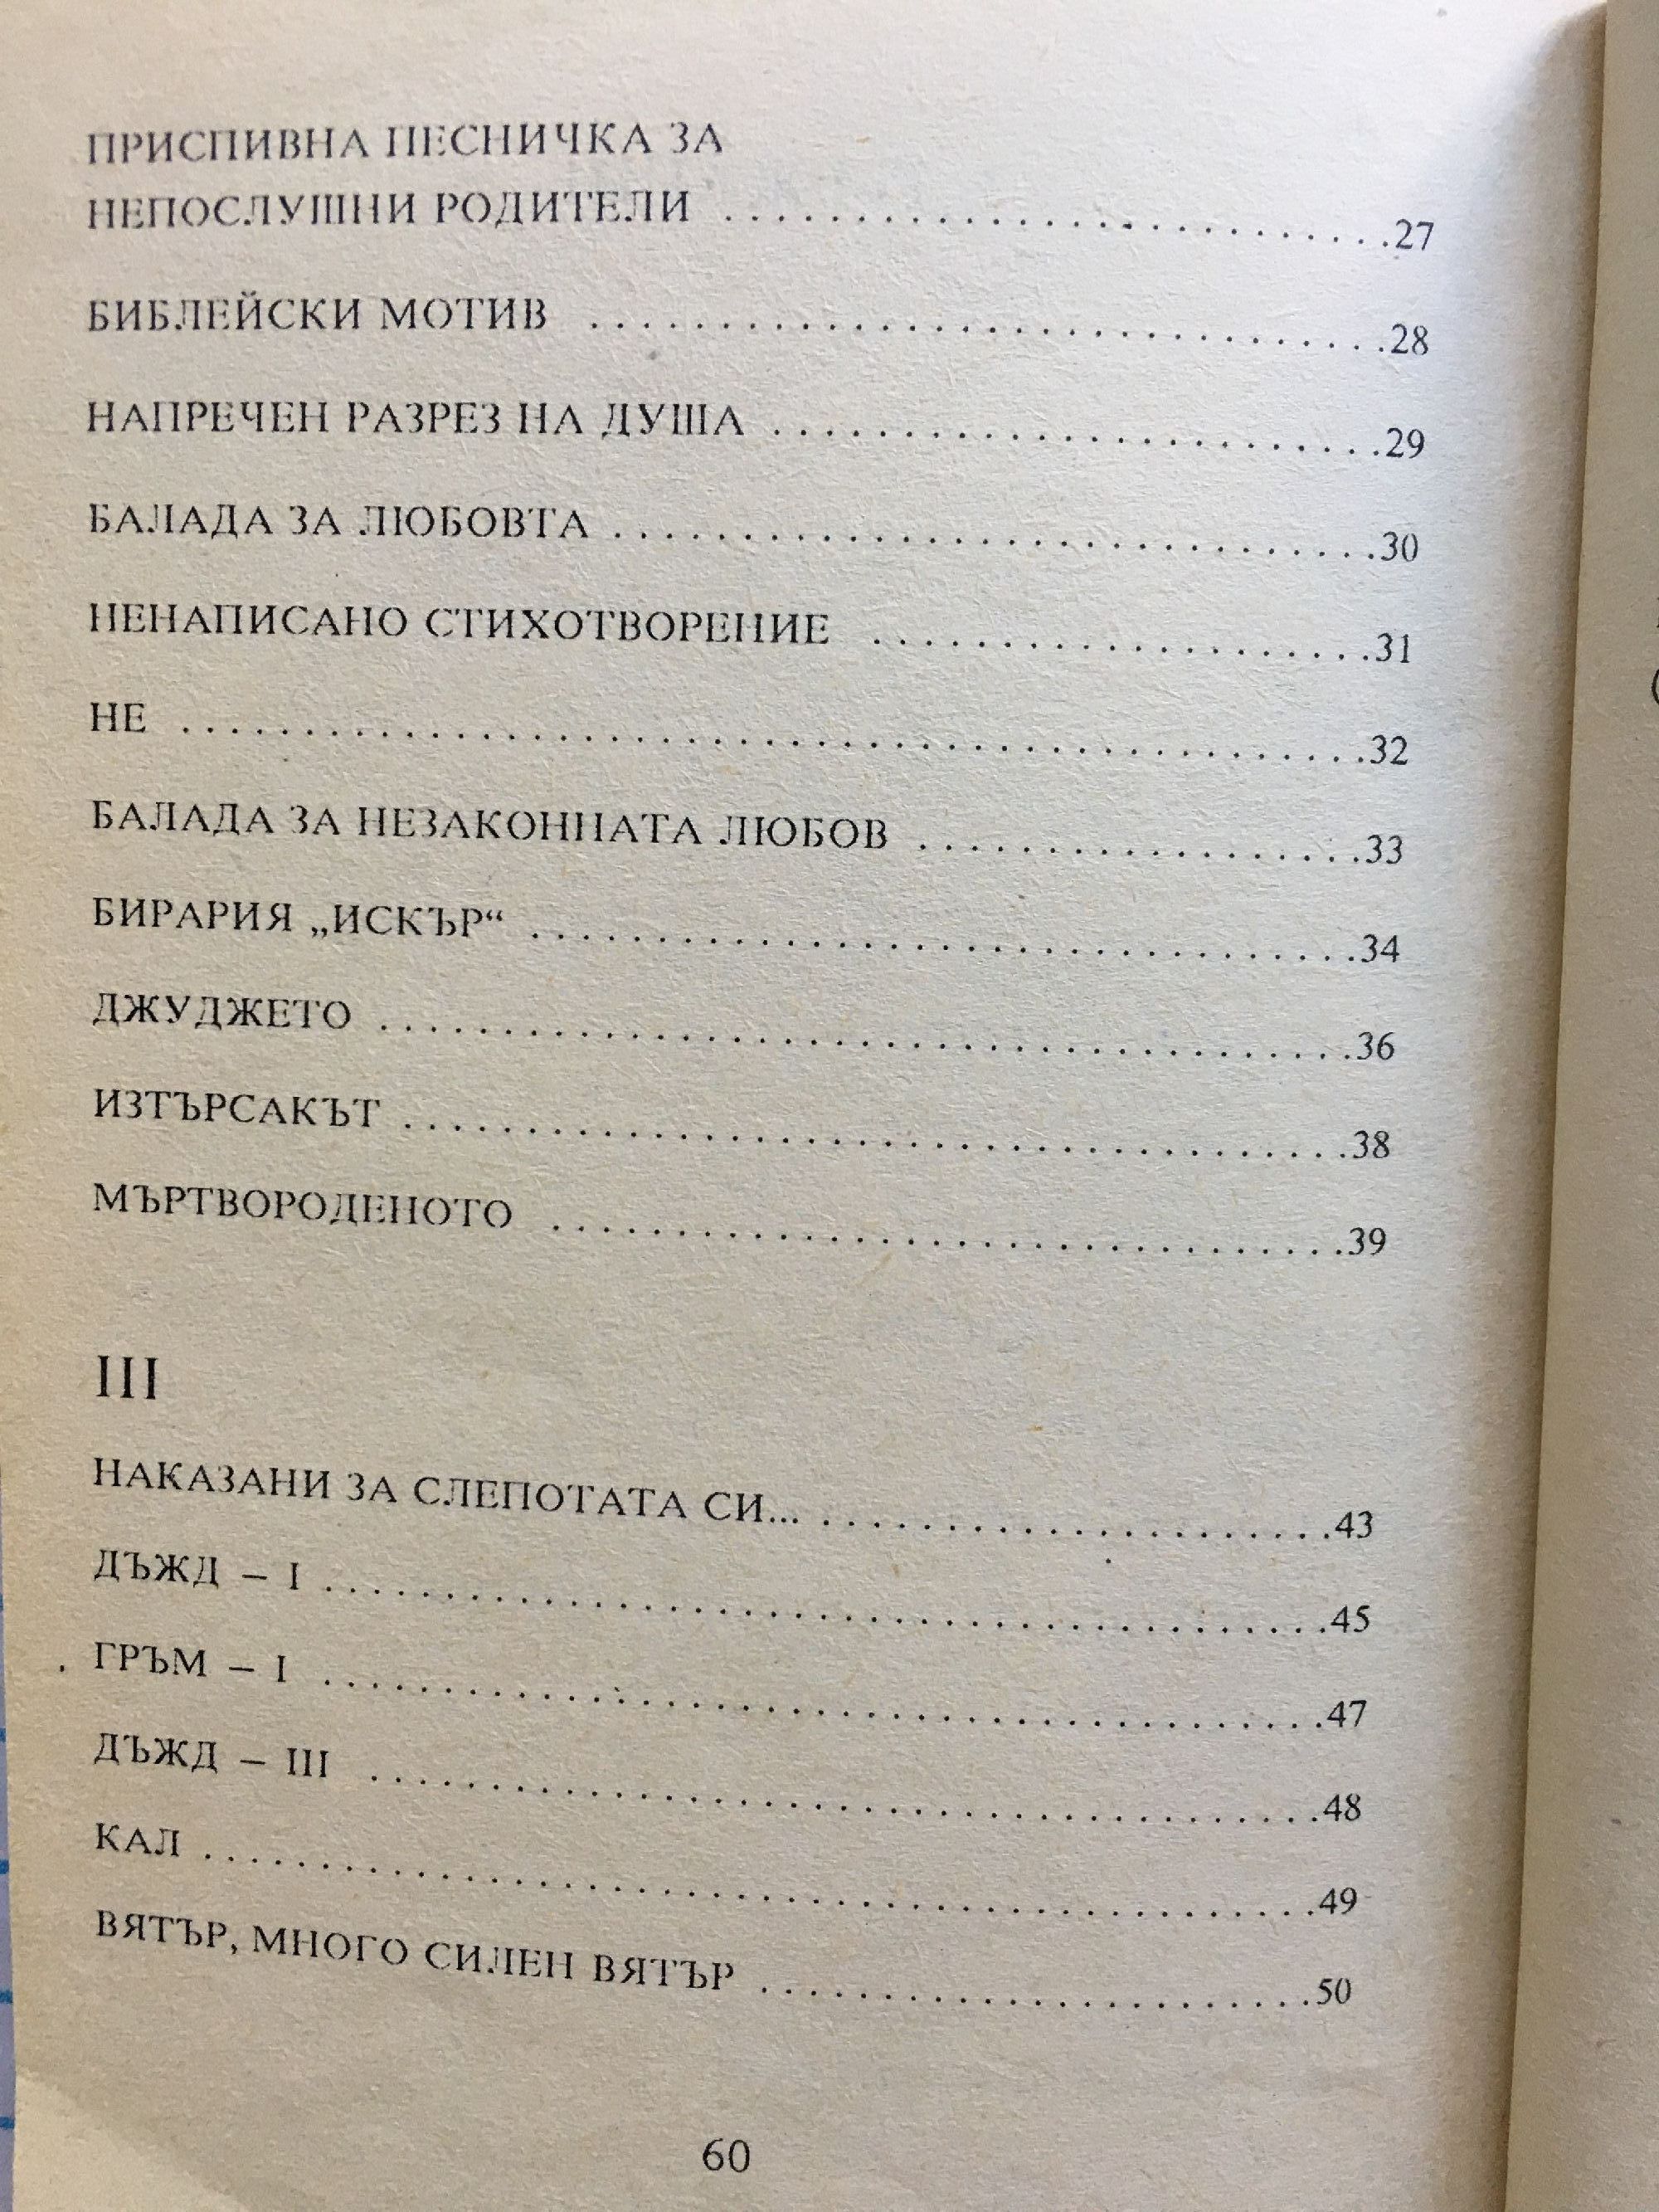 ПРИСПИВНА ПЕСНИЧКА ЗА
НЕПОСЛУШНИ РОДИТЕЛИ ..........................27
БИБЛЕЙСКИ МОТИВ ...............................28
НАПРЕЧЕН РАЗРЕЗ НА ДУША ........................29
БАЛАДА ЗА ЛЮБОВТА ..............................30
НЕНАПИСАНО СТИХОТВОРЕНИЕ ....................31
НЕ ................................................32
БАЛАДА ЗА НЕЗАКОННАТА ЛЮБОВ ..................33
БИРАРИЯ „ИСКЪР“ .................................34
ДЖУДЖЕТО .......................................36
ИЗТЪРСАКЪТ ......................................38
МЪРТВОРОДЕНОТО ................................39
III
НАКАЗАНИ ЗА СЛЕПОТАТА СИ... ......................43
ДЪЖД – I ..........................................45
ГРЪМ – I ..........................................47
ДЪЖД – III ........................................48
КАЛ ...............................................49
ВЯТЪР, МНОГО СИЛЕН ВЯТЪР ........................50
60